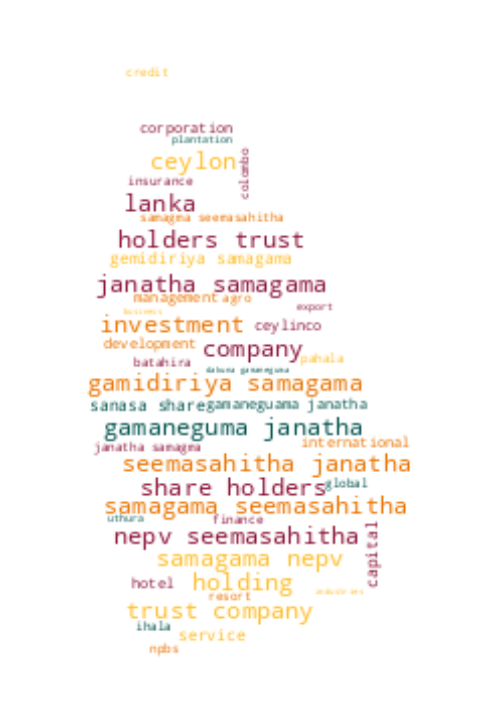 credit
corporation
plantation
ceylon
colombo
insurance
lanka
samagma seemasahitha
holders trust
gemidiriya samagama
janatha samagama
management agro
export
business
investment ceylinco
development company
pahala
batahira
dakuna gamaneguma
gamidiriya samagama
sanasa share gamaneguama janatha
gamaneguma janatha
international
janatha samagma
seemasahitha janatha
share holders global
samagama seemasahitha
uthura finance
nepv seemasahitha
capital
samagama nepv
hotel holding
industries
resort
trust company
ihala
service
npbs